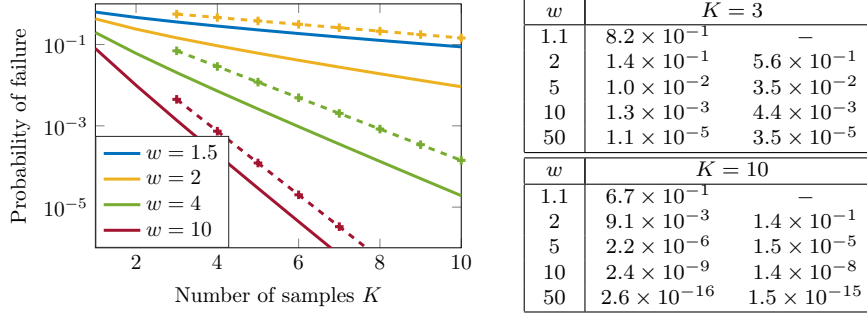 10⁻¹
10⁻³
10⁻⁵
Probability of failure
w = 1.5
w = 2
w = 4
w = 10
2 4 6 8 10
Number of samples K
w K = 3
1.1 8.2 × 10⁻¹ –
2 1.4 × 10⁻¹ 5.6 × 10⁻¹
5 1.0 × 10⁻² 3.5 × 10⁻²
10 1.3 × 10⁻³ 4.4 × 10⁻³
50 1.1 × 10⁻⁵ 3.5 × 10⁻⁵
w K = 10
1.1 6.7 × 10⁻¹ –
2 9.1 × 10⁻³ 1.4 × 10⁻¹
5 2.2 × 10⁻⁶ 1.5 × 10⁻⁵
10 2.4 × 10⁻⁹ 1.4 × 10⁻⁸
50 2.6 × 10⁻¹⁶ 1.5 × 10⁻¹⁵